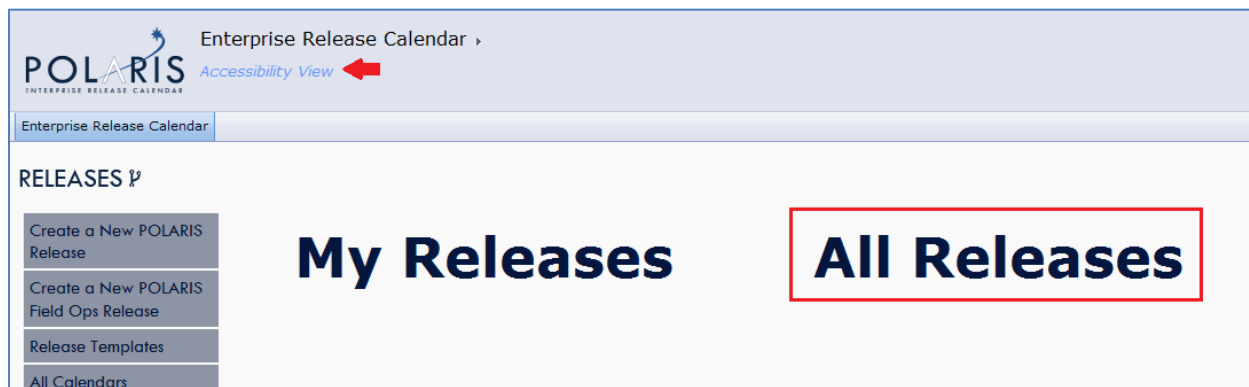 Enterprise Release Calendar
POLARIS
ENTERPRISE RELEASE CALENDAR
Accessibility View
Enterprise Release Calendar
RELEASES
Create a New POLARIS
Release
Create a New POLARIS
Field Ops Release
Release Templates
All Calendars
My Releases
All Releases